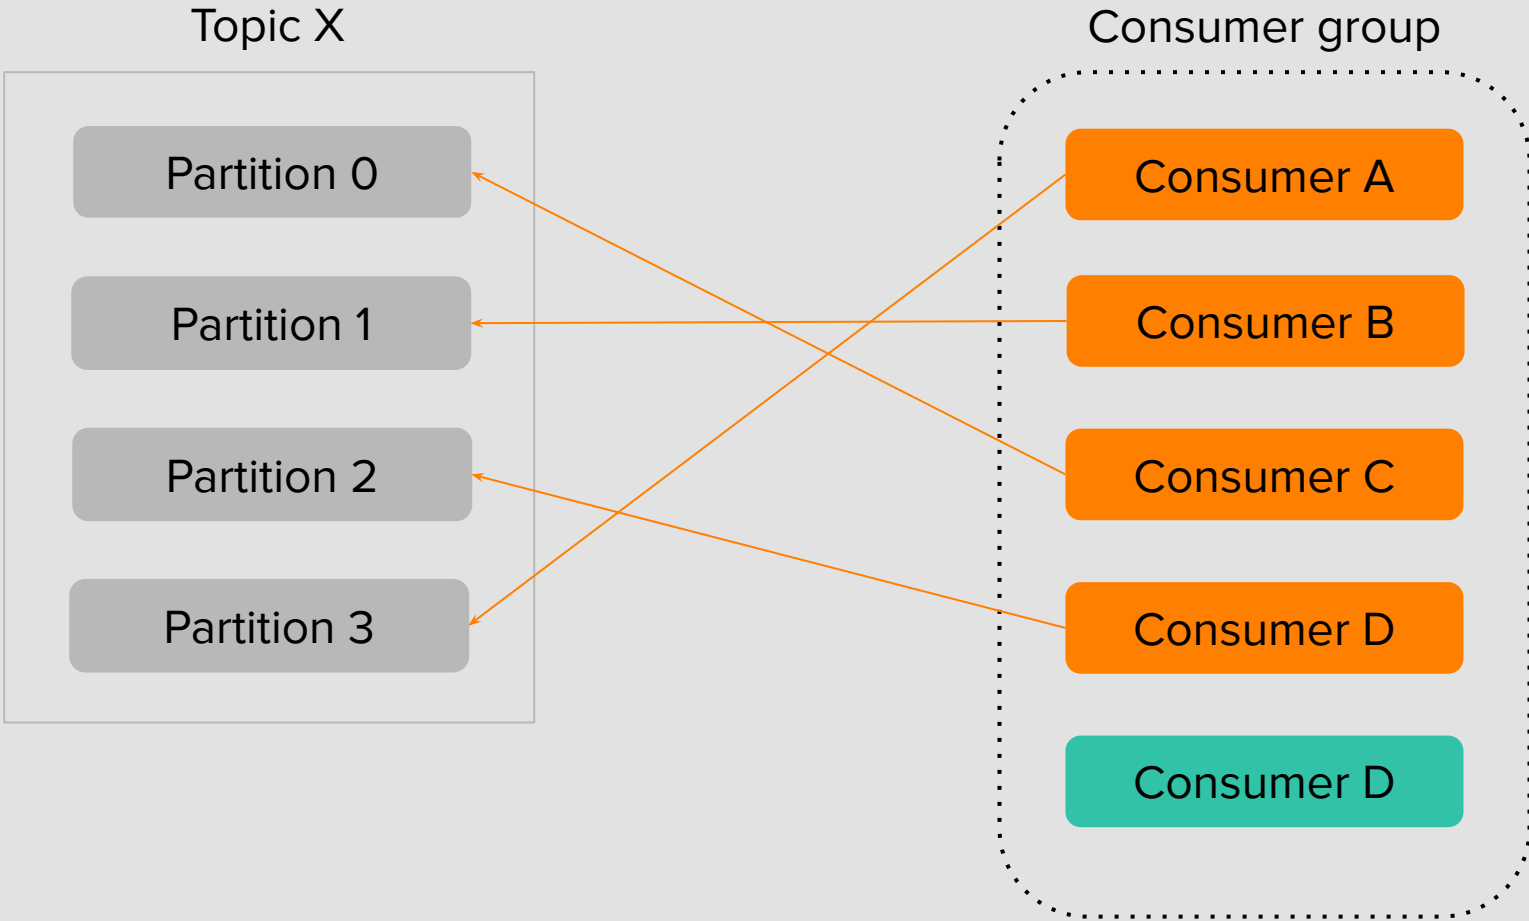 Topic X
Consumer group
Partition 0
Consumer A
Partition 1
Consumer B
Partition 2
Consumer C
Partition 3
Consumer D
Consumer D